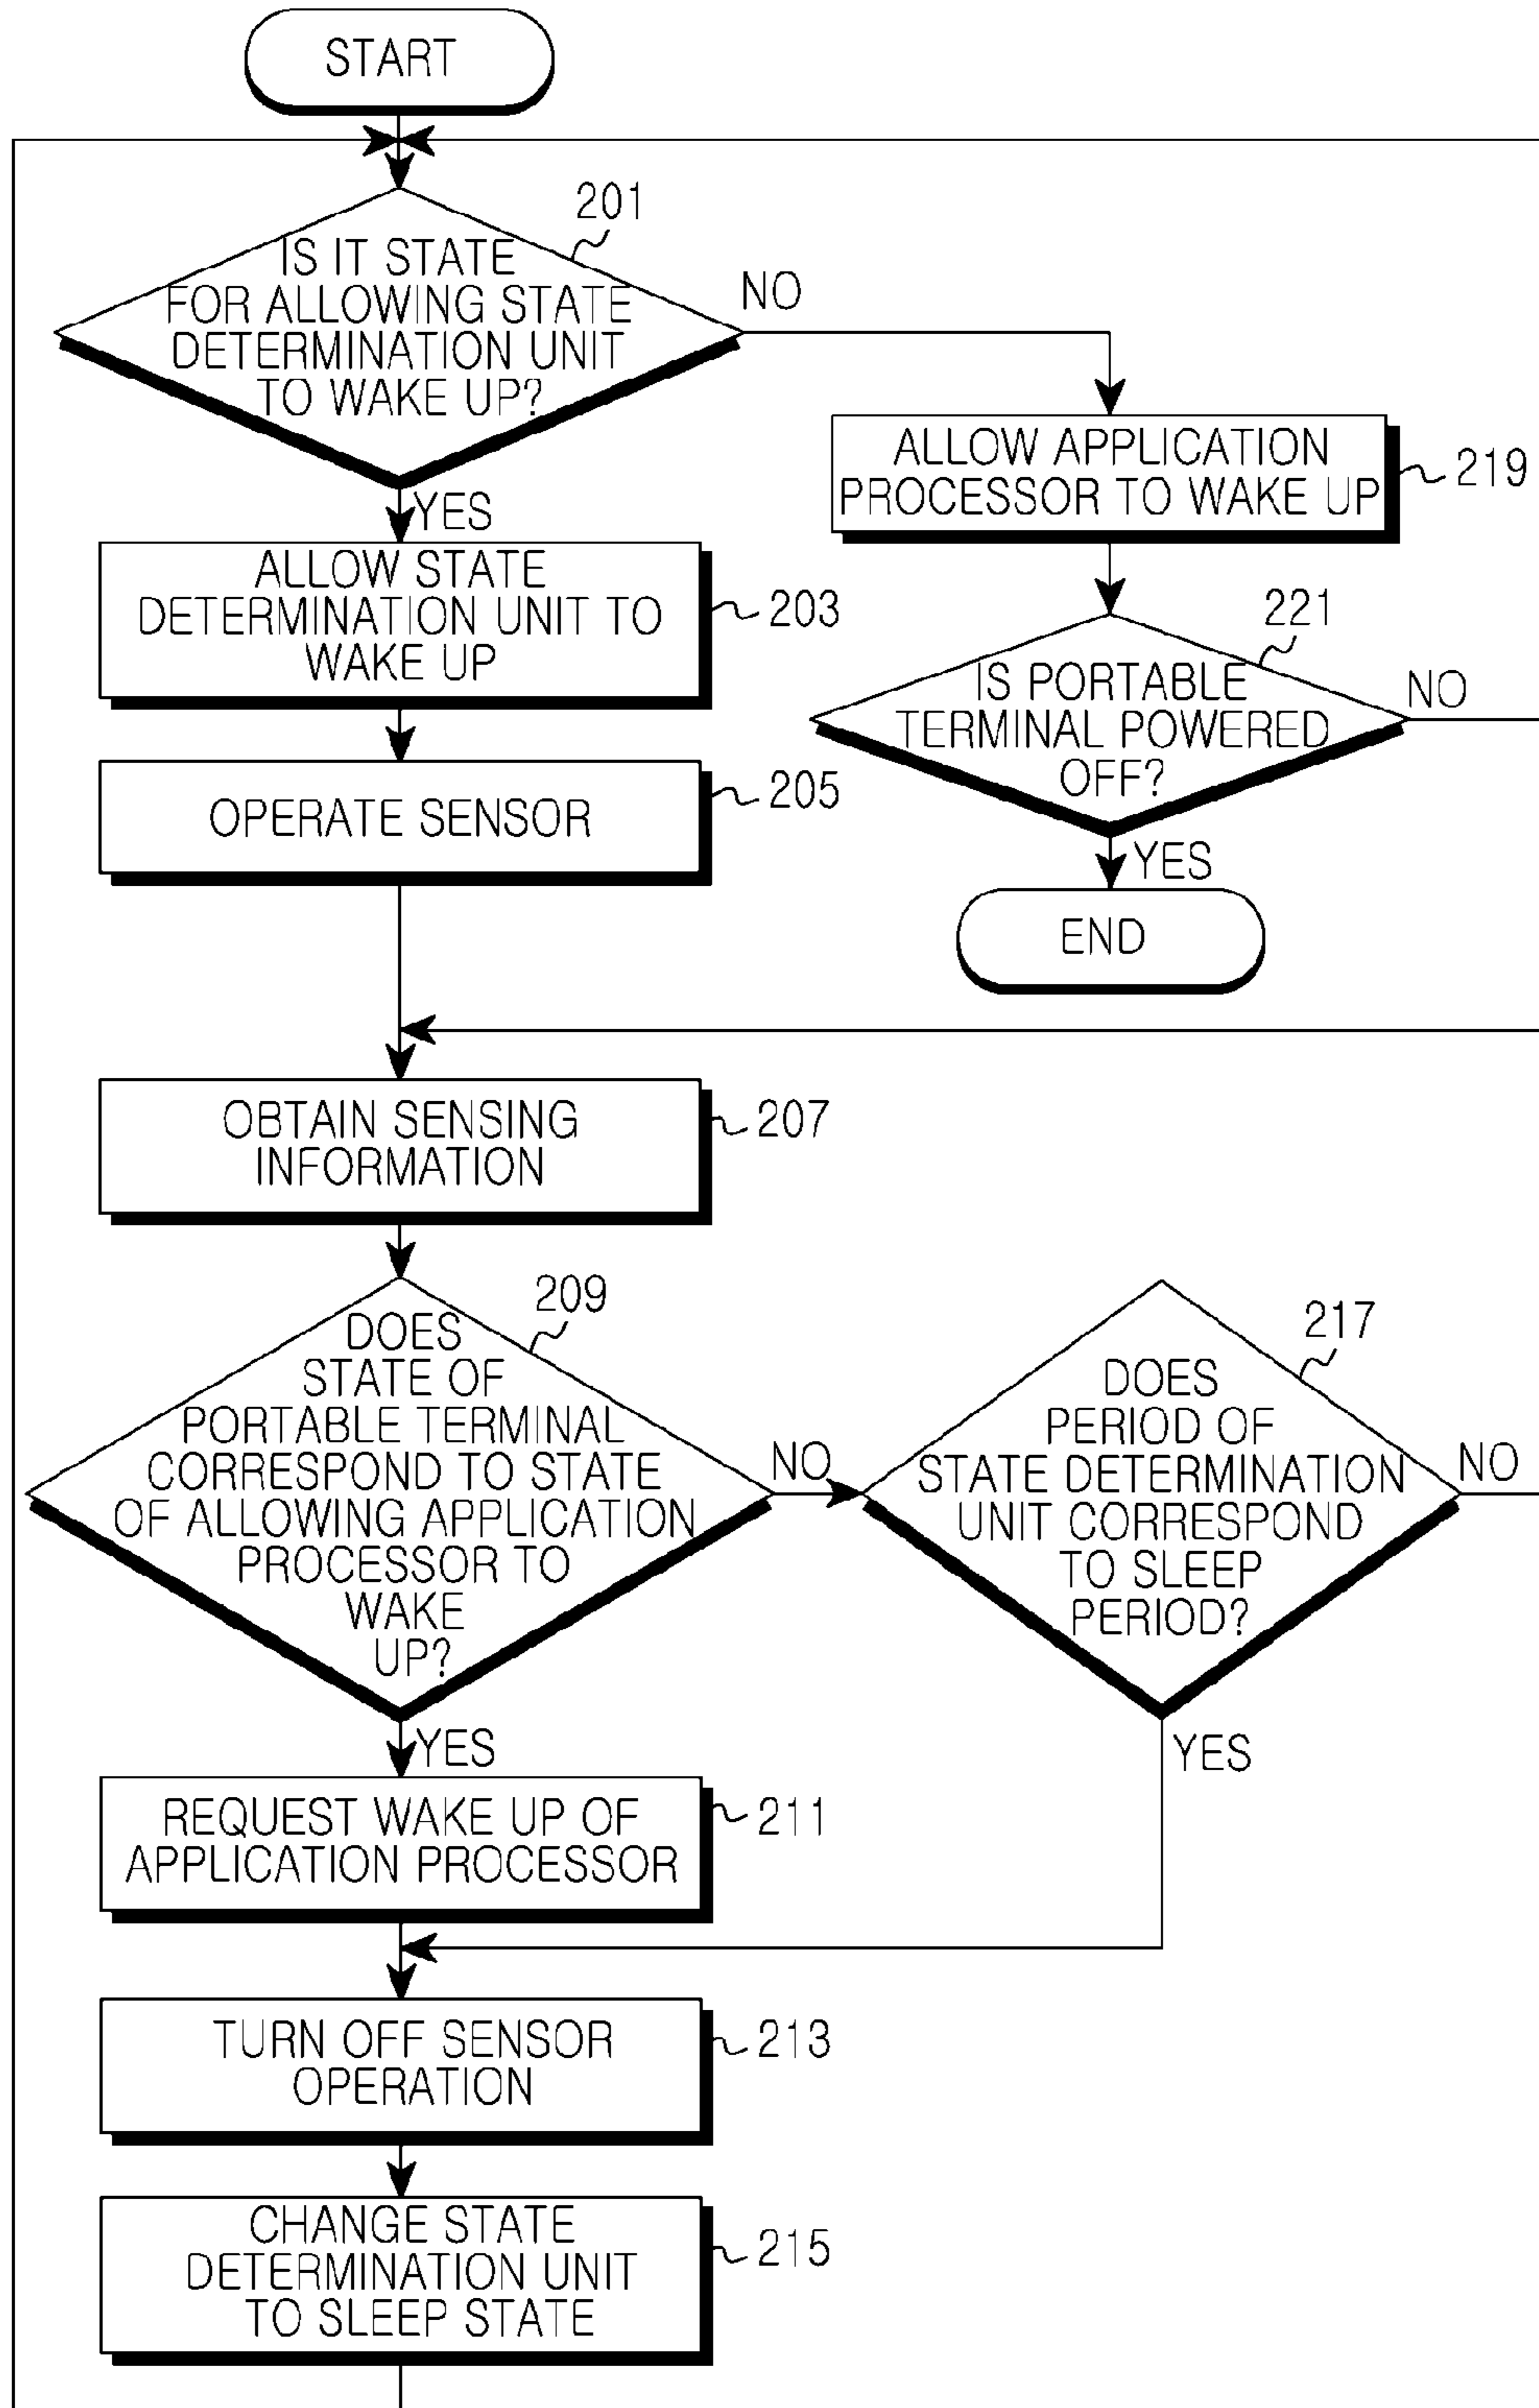 START
201
IS IT STATE
FOR ALLOWING STATE
DETERMINATION UNIT
TO WAKE UP?
NO
YES
ALLOW STATE
DETERMINATION UNIT TO
WAKE UP
203
OPERATE SENSOR
205
ALLOW APPLICATION
PROCESSOR TO WAKE UP
219
221
IS PORTABLE
TERMINAL POWERED
OFF?
NO
YES
END
OBTAIN SENSING
INFORMATION
207
209
DOES
STATE OF
PORTABLE TERMINAL
CORRESPOND TO STATE
OF ALLOWING APPLICATION
PROCESSOR TO
WAKE
UP?
NO
YES
217
DOES
PERIOD OF
STATE DETERMINATION
UNIT CORRESPOND
TO SLEEP
PERIOD?
NO
YES
REQUEST WAKE UP OF
APPLICATION PROCESSOR
211
TURN OFF SENSOR
OPERATION
213
CHANGE STATE
DETERMINATION UNIT
TO SLEEP STATE
215